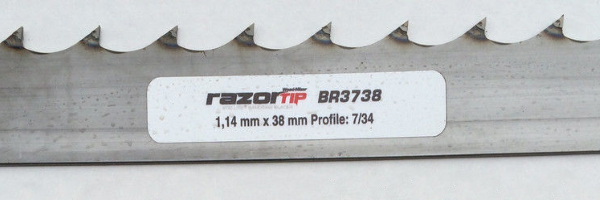 razorTIP BR3738
1,14 mm x 38 mm Profile: 7/34